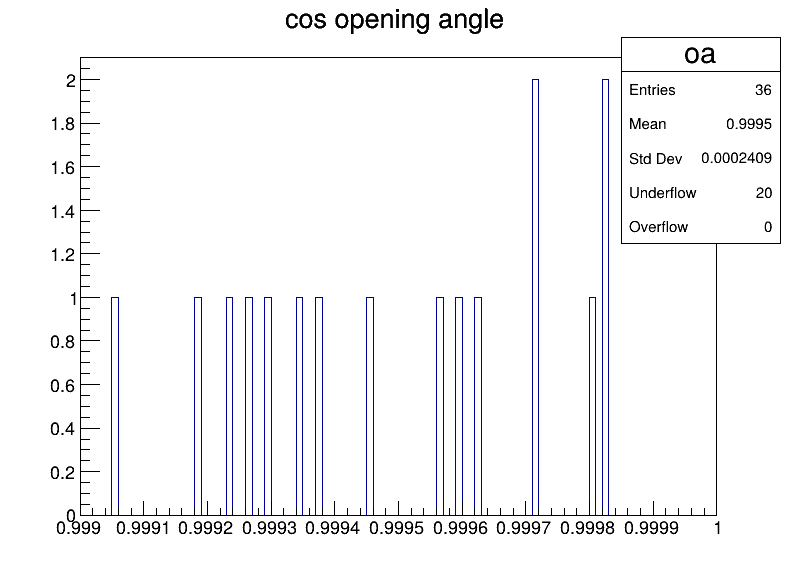 cos opening angle
oa
Entries 36
Mean 0.9995
Std Dev 0.0002409
Underflow 20
Overflow 0
2
1.8
1.6
1.4
1.2
1
0.8
0.6
0.4
0.2
0
0.999 0.9991 0.9992 0.9993 0.9994 0.9995 0.9996 0.9997 0.9998 0.9999 1